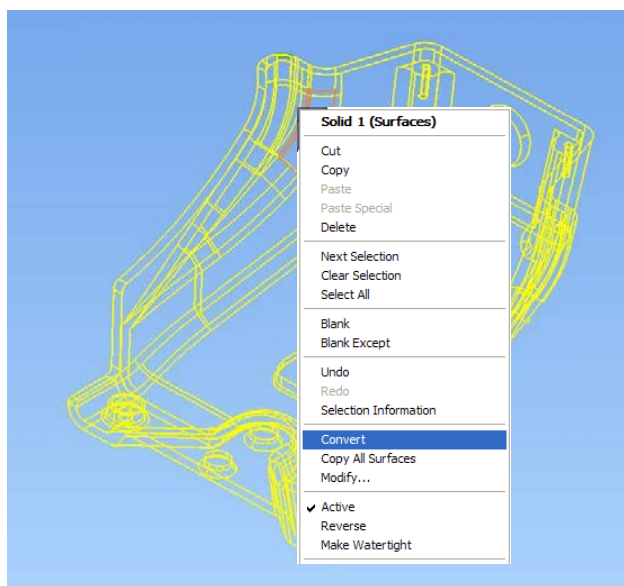 Solid 1 (Surfaces)
Cut
Copy
Paste
Paste Special
Delete
Next Selection
Clear Selection
Select All
Blank
Blank Except
Undo
Redo
Selection Information
Convert
Copy All Surfaces
Modify...
Active
Reverse
Make Watertight